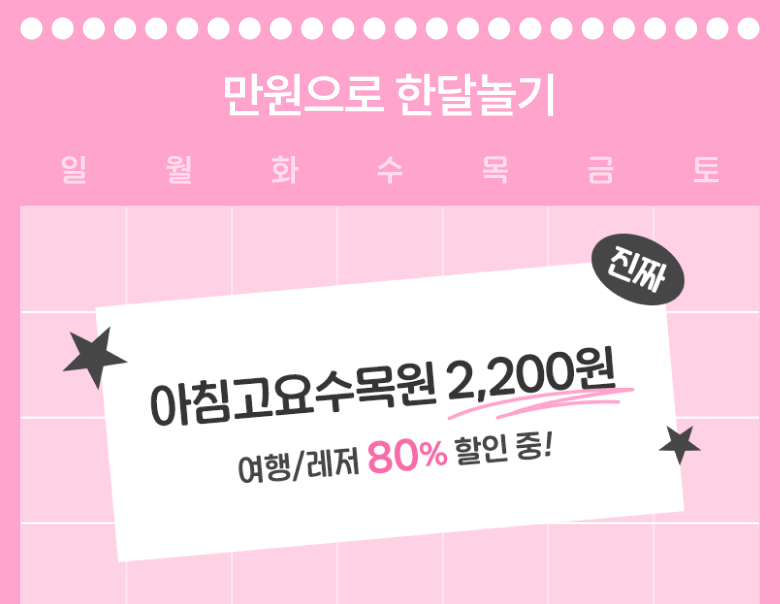 만원으로 한달놀기
일 월 화 수 목 금 토
진짜
아침고요수목원 2,200원
여행/레저 80% 할인 중!